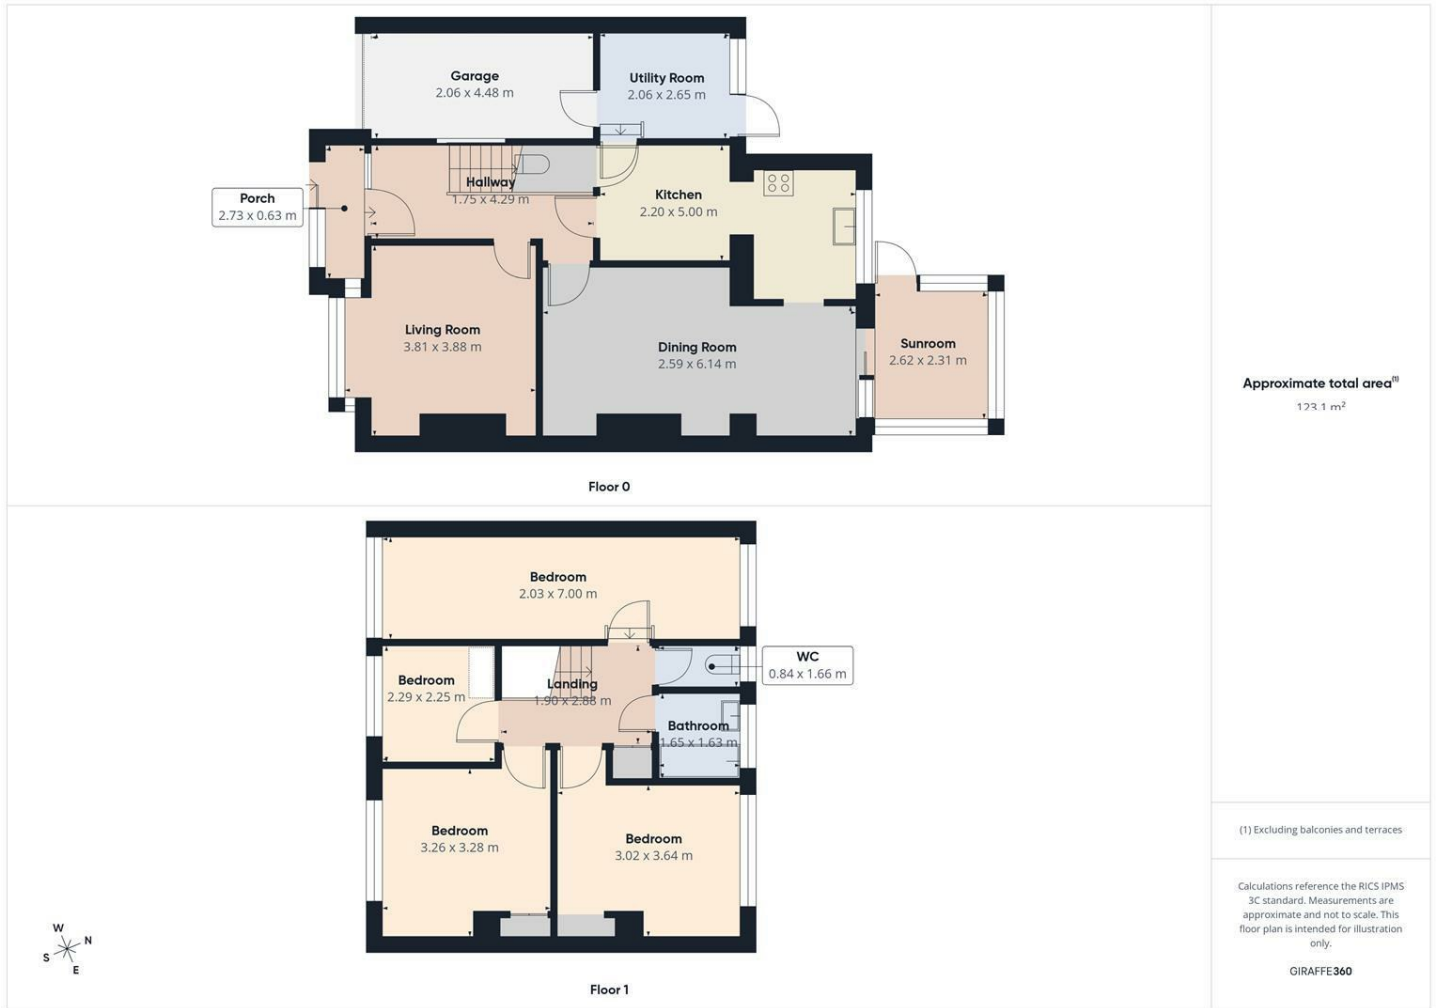 Garage
2.06 x 4.48 m
Utility Room
2.06 x 2.65 m
Porch
2.73 x 0.63 m
Hallway
1.75 x 4.29 m
Kitchen
2.20 x 5.00 m
Living Room
3.81 x 3.88 m
Dining Room
2.59 x 6.14 m
Sunroom
2.62 x 2.31 m
Floor 0
Approximate total area(1)
123.1 m²
Bedroom
2.03 x 7.00 m
Bedroom
2.29 x 2.25 m
Landing
1.90 x 2.88 m
WC
0.84 x 1.66 m
Bathroom
1.65 x 1.63 m
Bedroom
3.26 x 3.28 m
Bedroom
3.02 x 3.64 m
W
N
S
E
Floor 1
(1) Excluding balconies and terraces
Calculations reference the RICS IPMS
3C standard. Measurements are
approximate and not to scale. This
floor plan is intended for illustration
only.
GIRAFFE360